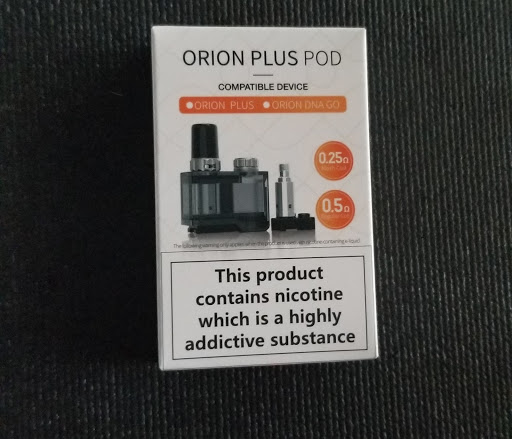 ORION PLUS POD
COMPATIBLE DEVICE
ORION PLUS ORION DNA GO
0.25Ω
0.5Ω
This product
contains nicotine
which is a highly
addictive substance